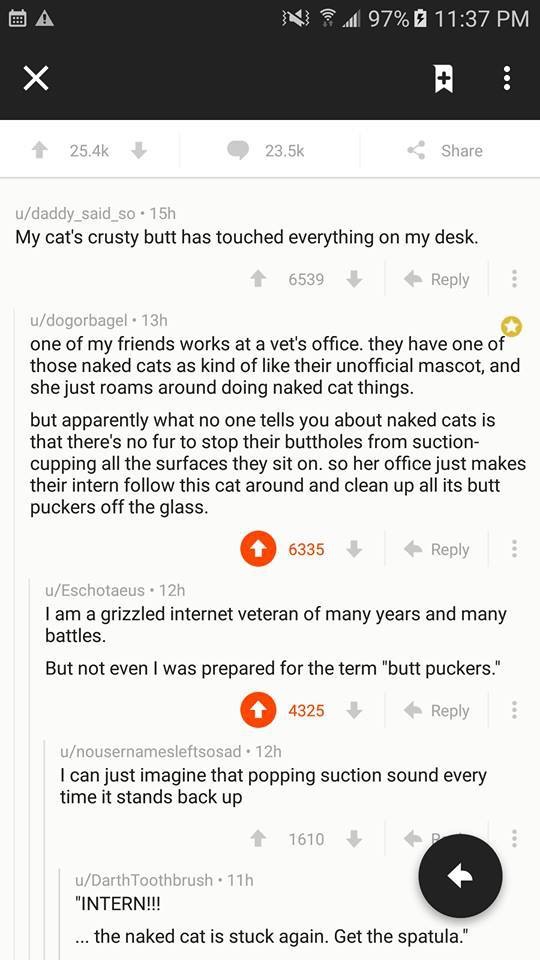 97% 11:37 PM
25.4k 23.5k Share
u/daddy_said_so • 15h
My cat's crusty butt has touched everything on my desk.
6539 Reply
u/dogorbagel • 13h
one of my friends works at a vet's office. they have one of
those naked cats as kind of like their unofficial mascot, and
she just roams around doing naked cat things.
but apparently what no one tells you about naked cats is
that there's no fur to stop their buttholes from suction-
cupping all the surfaces they sit on. so her office just makes
their intern follow this cat around and clean up all its butt
puckers off the glass.
6335 Reply
u/Eschotaeus • 12h
I am a grizzled internet veteran of many years and many
battles.
But not even I was prepared for the term "butt puckers."
4325 Reply
u/nousernamesleftsosad • 12h
I can just imagine that popping suction sound every
time it stands back up
1610
u/DarthToothbrush • 11h
"INTERN!!!
... the naked cat is stuck again. Get the spatula."